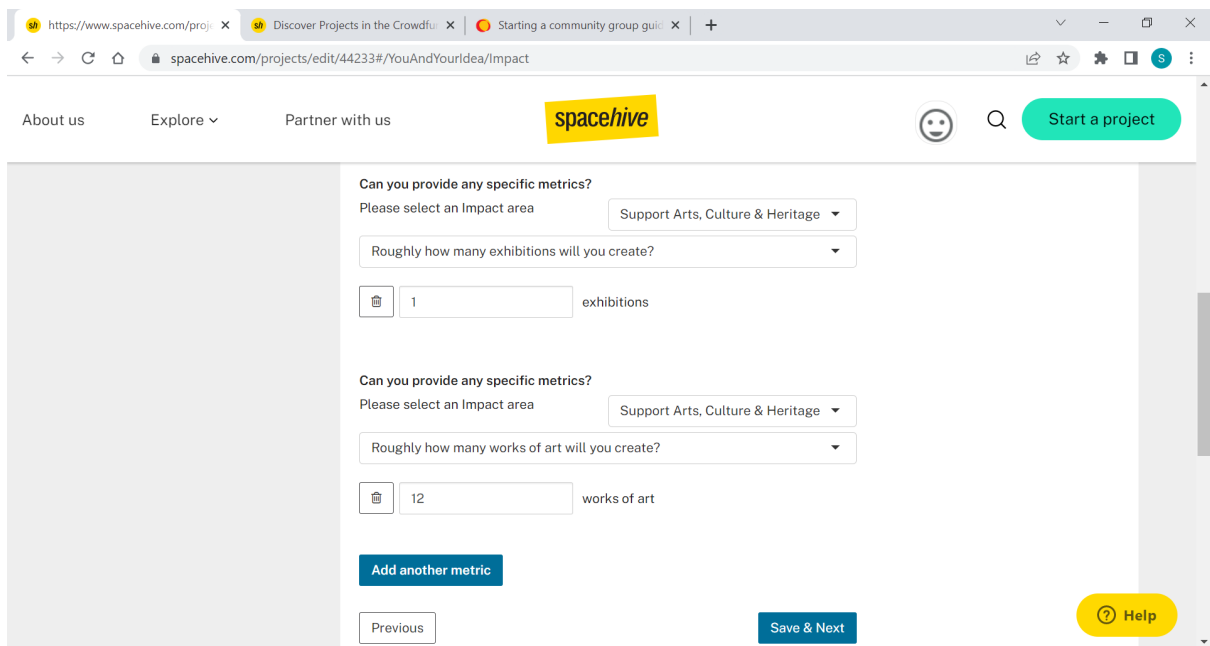 sh https://www.spacehive.com/proje
sh Discover Projects in the Crowdfun
Starting a community group guid
spacehive.com/projects/edit/44233#/YouAndYourIdea/Impact
S
About us Explore Partner with us spacehive Start a project
Can you provide any specific metrics?
Please select an Impact area Support Arts, Culture & Heritage
Roughly how many exhibitions will you create?
1 exhibitions
Can you provide any specific metrics?
Please select an Impact area Support Arts, Culture & Heritage
Roughly how many works of art will you create?
12 works of art
Add another metric
? Help
Previous Save & Next